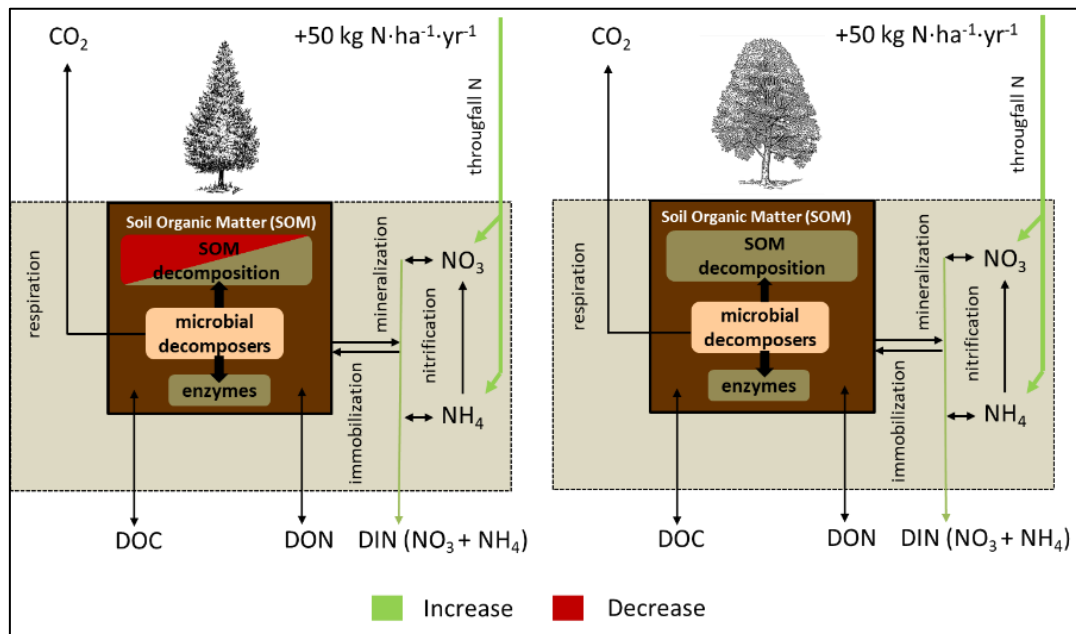 CO₂
+50 kg N·ha⁻¹·yr⁻¹
througfall N
respiration
Soil Organic Matter (SOM)
SOM
decomposition
microbial
decomposers
enzymes
mineralization
immobilization
nitrification
NO₃
NH₄
DOC
DON
DIN (NO₃ + NH₄)
CO₂
+50 kg N·ha⁻¹·yr⁻¹
througfall N
respiration
Soil Organic Matter (SOM)
SOM
decomposition
microbial
decomposers
enzymes
mineralization
immobilization
nitrification
NO₃
NH₄
DOC
DON
DIN (NO₃ + NH₄)
Increase
Decrease